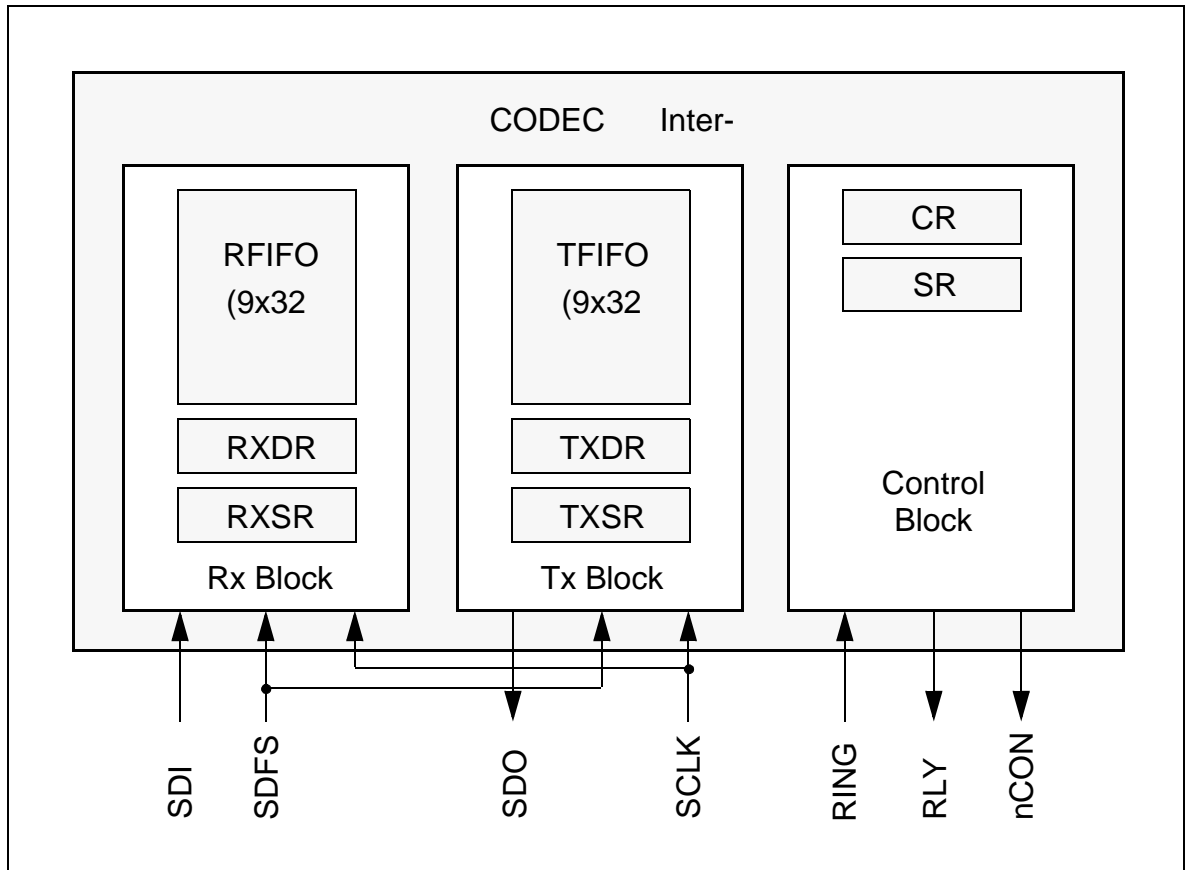 CODEC Inter-
RFIFO
(9x32
RXDR
RXSR
Rx Block
TFIFO
(9x32
TXDR
TXSR
Tx Block
CR
SR
Control
Block
SDI
SDFS
SDO
SCLK
RING
RLY
nCON